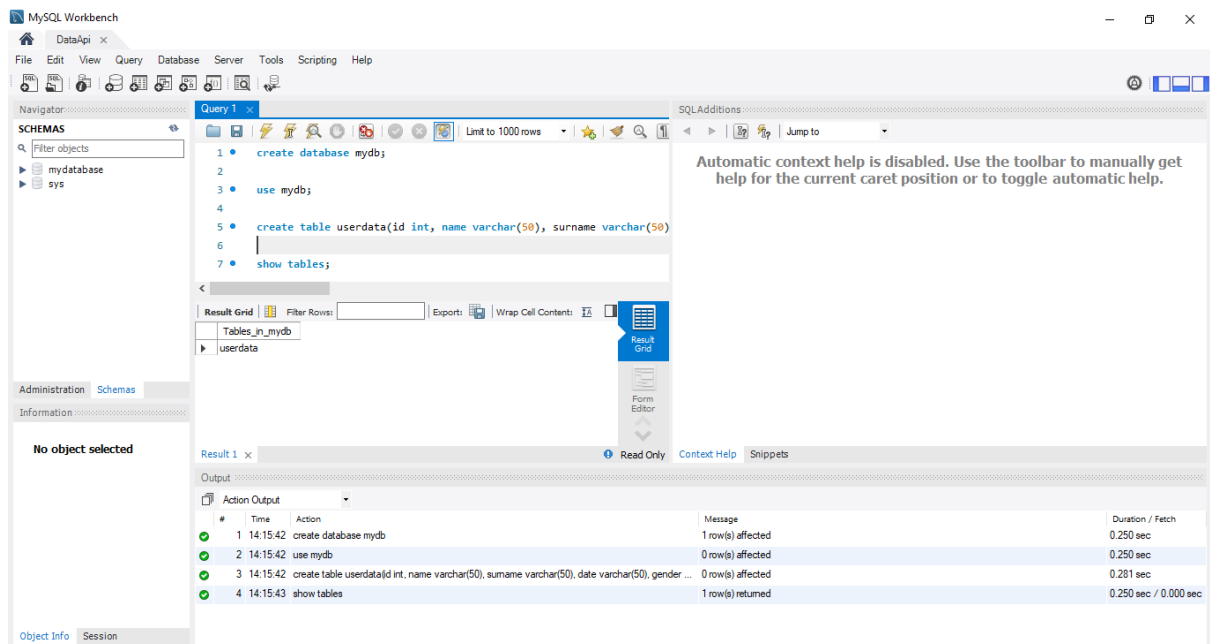 MySQL Workbench
DataApi
File Edit View Query Database Server Tools Scripting Help
Navigator
SCHEMAS
Filter objects
mydatabase
sys
Administration Schemas
Information
No object selected
Object Info Session
Query 1
Limit to 1000 rows
1 create database mydb;
2
3 use mydb;
4
5 create table userdata(id int, name varchar(50), surname varchar(50)
6
7 show tables;
Result Grid Filter Rows: Export: Wrap Cell Content:
Tables_in_mydb
userdata
Result
Grid
Form
Editor
Result 1 Read Only
SQLAdditions
Jump to
Automatic context help is disabled. Use the toolbar to manually get
help for the current caret position or to toggle automatic help.
Context Help Snippets
Output
Action Output
# Time Action Message Duration / Fetch
1 14:15:42 create database mydb 1 row(s) affected 0.250 sec
2 14:15:42 use mydb 0 row(s) affected 0.250 sec
3 14:15:42 create table userdata(id int, name varchar(50), surname varchar(50), date varchar(50), gender ... 0 row(s) affected 0.281 sec
4 14:15:43 show tables 1 row(s) returned 0.250 sec / 0.000 sec